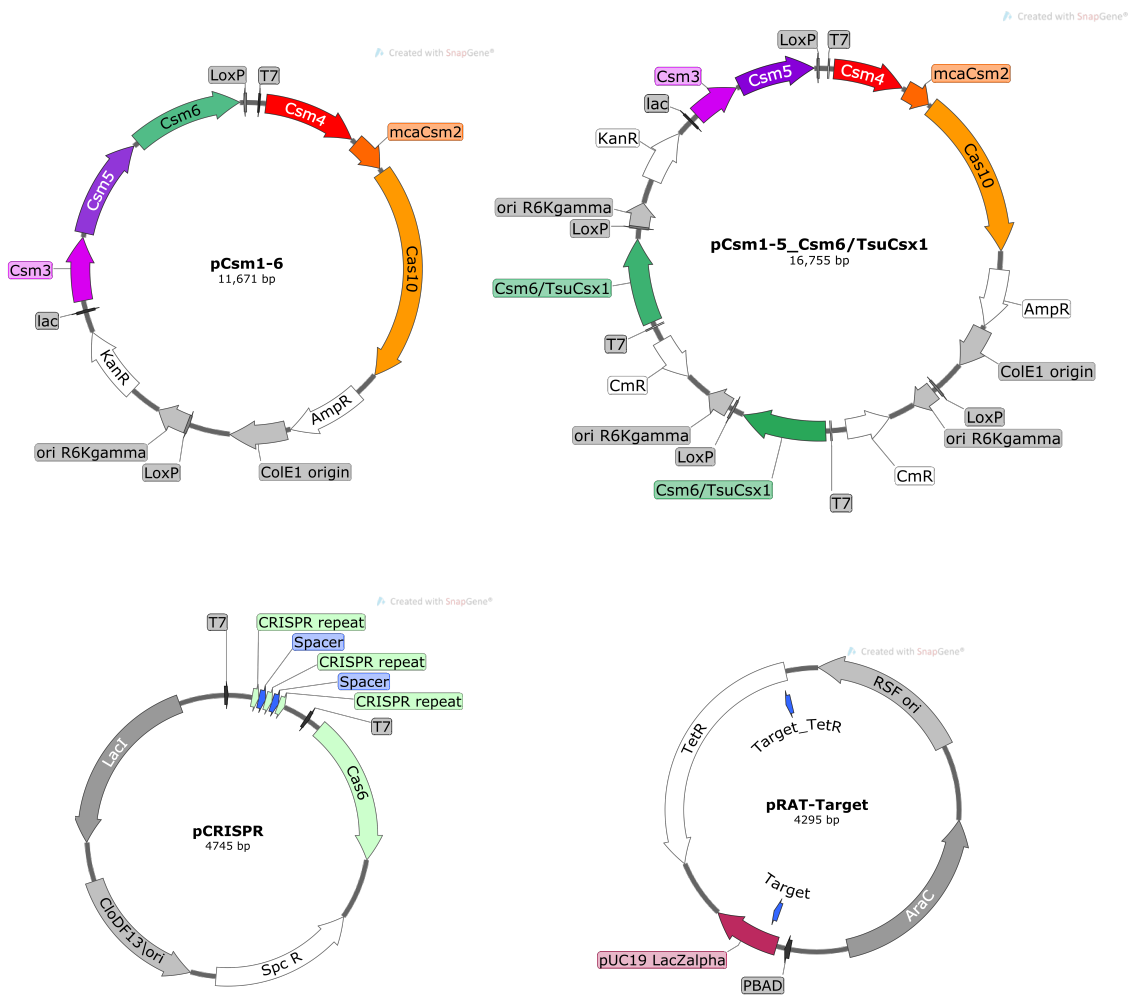 Created with SnapGene®
LoxP
T7
Csm6
Csm4
mcaCsm2
Csm5
Cas10
pCsm1-6
11,671 bp
Csm3
lac
KanR
AmpR
ori R6Kgamma
LoxP
ColE1 origin
Created with SnapGene®
LoxP
T7
Csm3
Csm5
Csm4
mcaCsm2
lac
KanR
Cas10
ori R6Kgamma
LoxP
pCsm1-5_Csm6/TsuCsx1
16,755 bp
Csm6/TsuCsx1
AmpR
T7
ColE1 origin
CmR
LoxP
ori R6Kgamma
ori R6Kgamma
LoxP
CmR
Csm6/TsuCsx1
T7
Created with SnapGene®
T7
CRISPR repeat
Spacer
CRISPR repeat
Spacer
CRISPR repeat
T7
LacI
Cas6
pCRISPR
4745 bp
CloDF13\ori
Spc R
Created with SnapGene®
RSF ori
TetR
Target_TetR
pRAT-Target
4295 bp
Target
AraC
pUC19 LacZalpha
PBAD